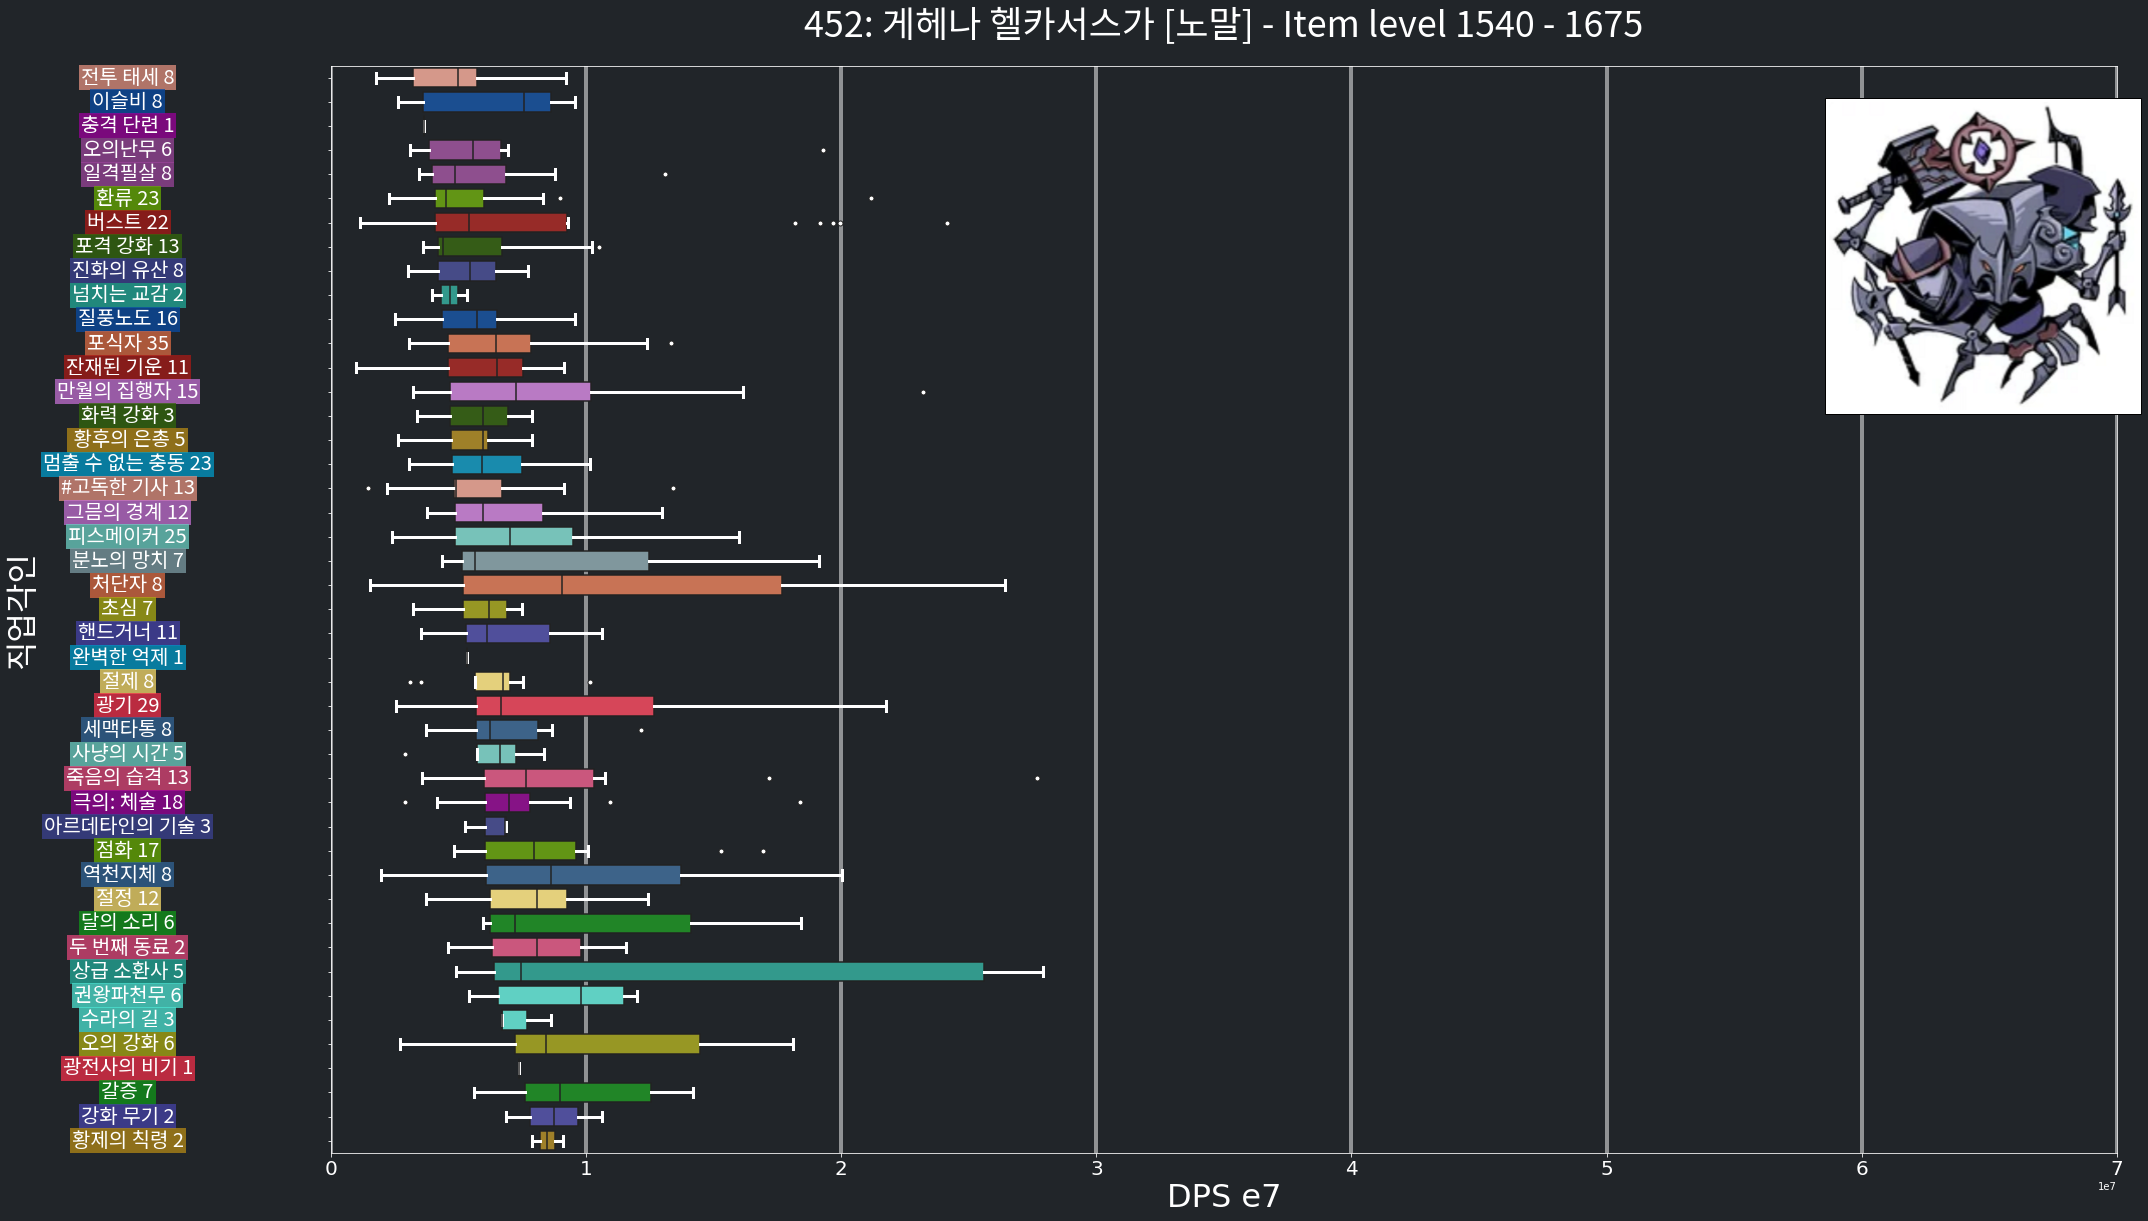 452: 게헤나 헬카서스가 [노말] - Item level 1540 - 1675
직업각인
전투 태세 8
이슬비 8
충격 단련 1
오의난무 6
일격필살 8
환류 23
버스트 22
포격 강화 13
진화의 유산 8
넘치는 교감 2
질풍노도 16
포식자 35
잔재된 기운 11
만월의 집행자 15
화력 강화 3
황후의 은총 5
멈출 수 없는 충동 23
#고독한 기사 13
그믐의 경계 12
피스메이커 25
분노의 망치 7
처단자 8
초심 7
핸드거너 11
완벽한 억제 1
절제 8
광기 29
세맥타통 8
사냥의 시간 5
죽음의 습격 13
극의: 체술 18
아르데타인의 기술 3
점화 17
역천지체 8
절정 12
달의 소리 6
두 번째 동료 2
상급 소환사 5
권왕파천무 6
수라의 길 3
오의 강화 6
광전사의 비기 1
갈증 7
강화 무기 2
황제의 칙령 2
0 1 2 3 4 5 6 7
1e7
DPS e7